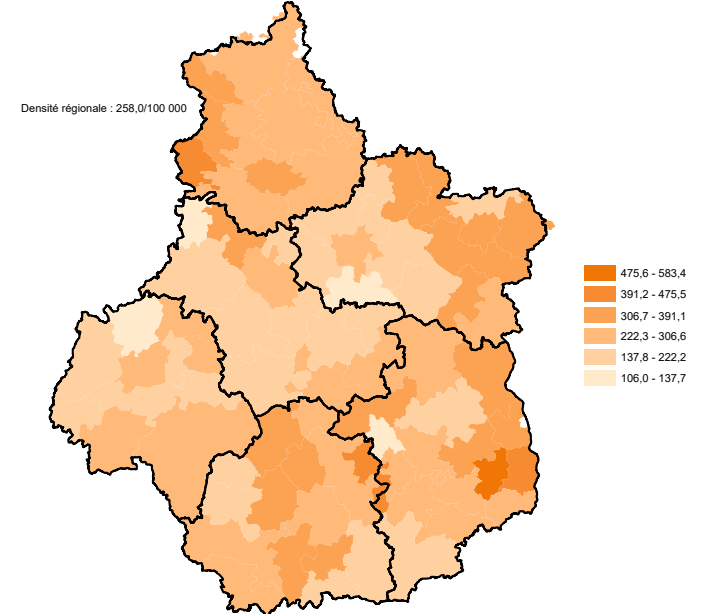 Densité régionale : 258,0/100 000
475,6 - 583,4
391,2 - 475,5
306,7 - 391,1
222,3 - 306,6
137,8 - 222,2
106,0 - 137,7